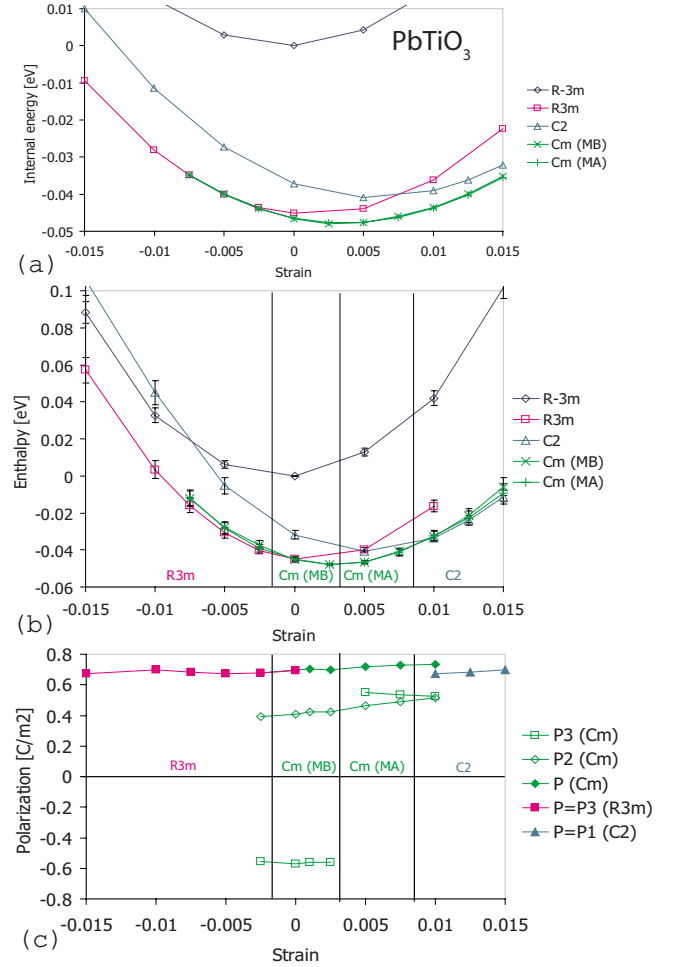 0.01
0
-0.01
-0.02
-0.03
-0.04
-0.05
Internal energy [eV]
PbTiO3
R-3m
R3m
C2
Cm (MB)
Cm (MA)
-0.015 -0.01 -0.005 0 0.005 0.01 0.015
Strain
(a)
0.1
0.08
0.06
0.04
0.02
0
-0.02
-0.04
-0.06
Enthalpy [eV]
R-3m
R3m
C2
Cm (MB)
Cm (MA)
R3m Cm (MB) Cm (MA) C2
-0.015 -0.01 -0.005 0 0.005 0.01 0.015
Strain
(b)
0.8
0.6
0.4
0.2
0
-0.2
-0.4
-0.6
-0.8
Polarization [C/m2]
R3m Cm (MB) Cm (MA) C2
P3 (Cm)
P2 (Cm)
P (Cm)
P=P3 (R3m)
P=P1 (C2)
-0.015 -0.01 -0.005 0 0.005 0.01 0.015
Strain
(c)